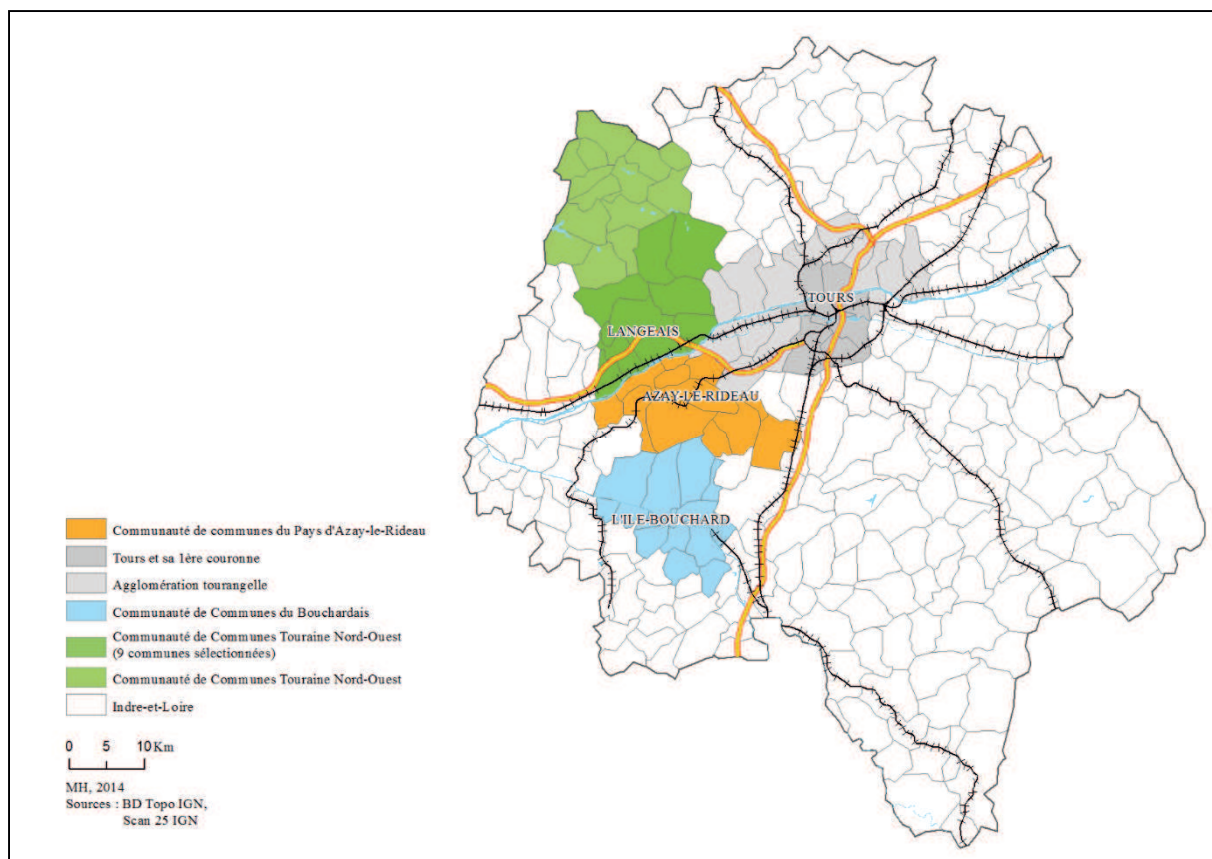 TOURS
LANGEAIS
AZAY-LE-RIDEAU
L'ILE-BOUCHARD
Communauté de communes du Pays d'Azay-le-Rideau
Tours et sa 1ère couronne
Agglomération tourangelle
Communauté de Communes du Bouchardais
Communauté de Communes Touraine Nord-Ouest
(9 communes sélectionnées)
Communauté de Communes Touraine Nord-Ouest
Indre-et-Loire
0 5 10 Km
MH, 2014
Sources : BD Topo IGN,
Scan 25 IGN